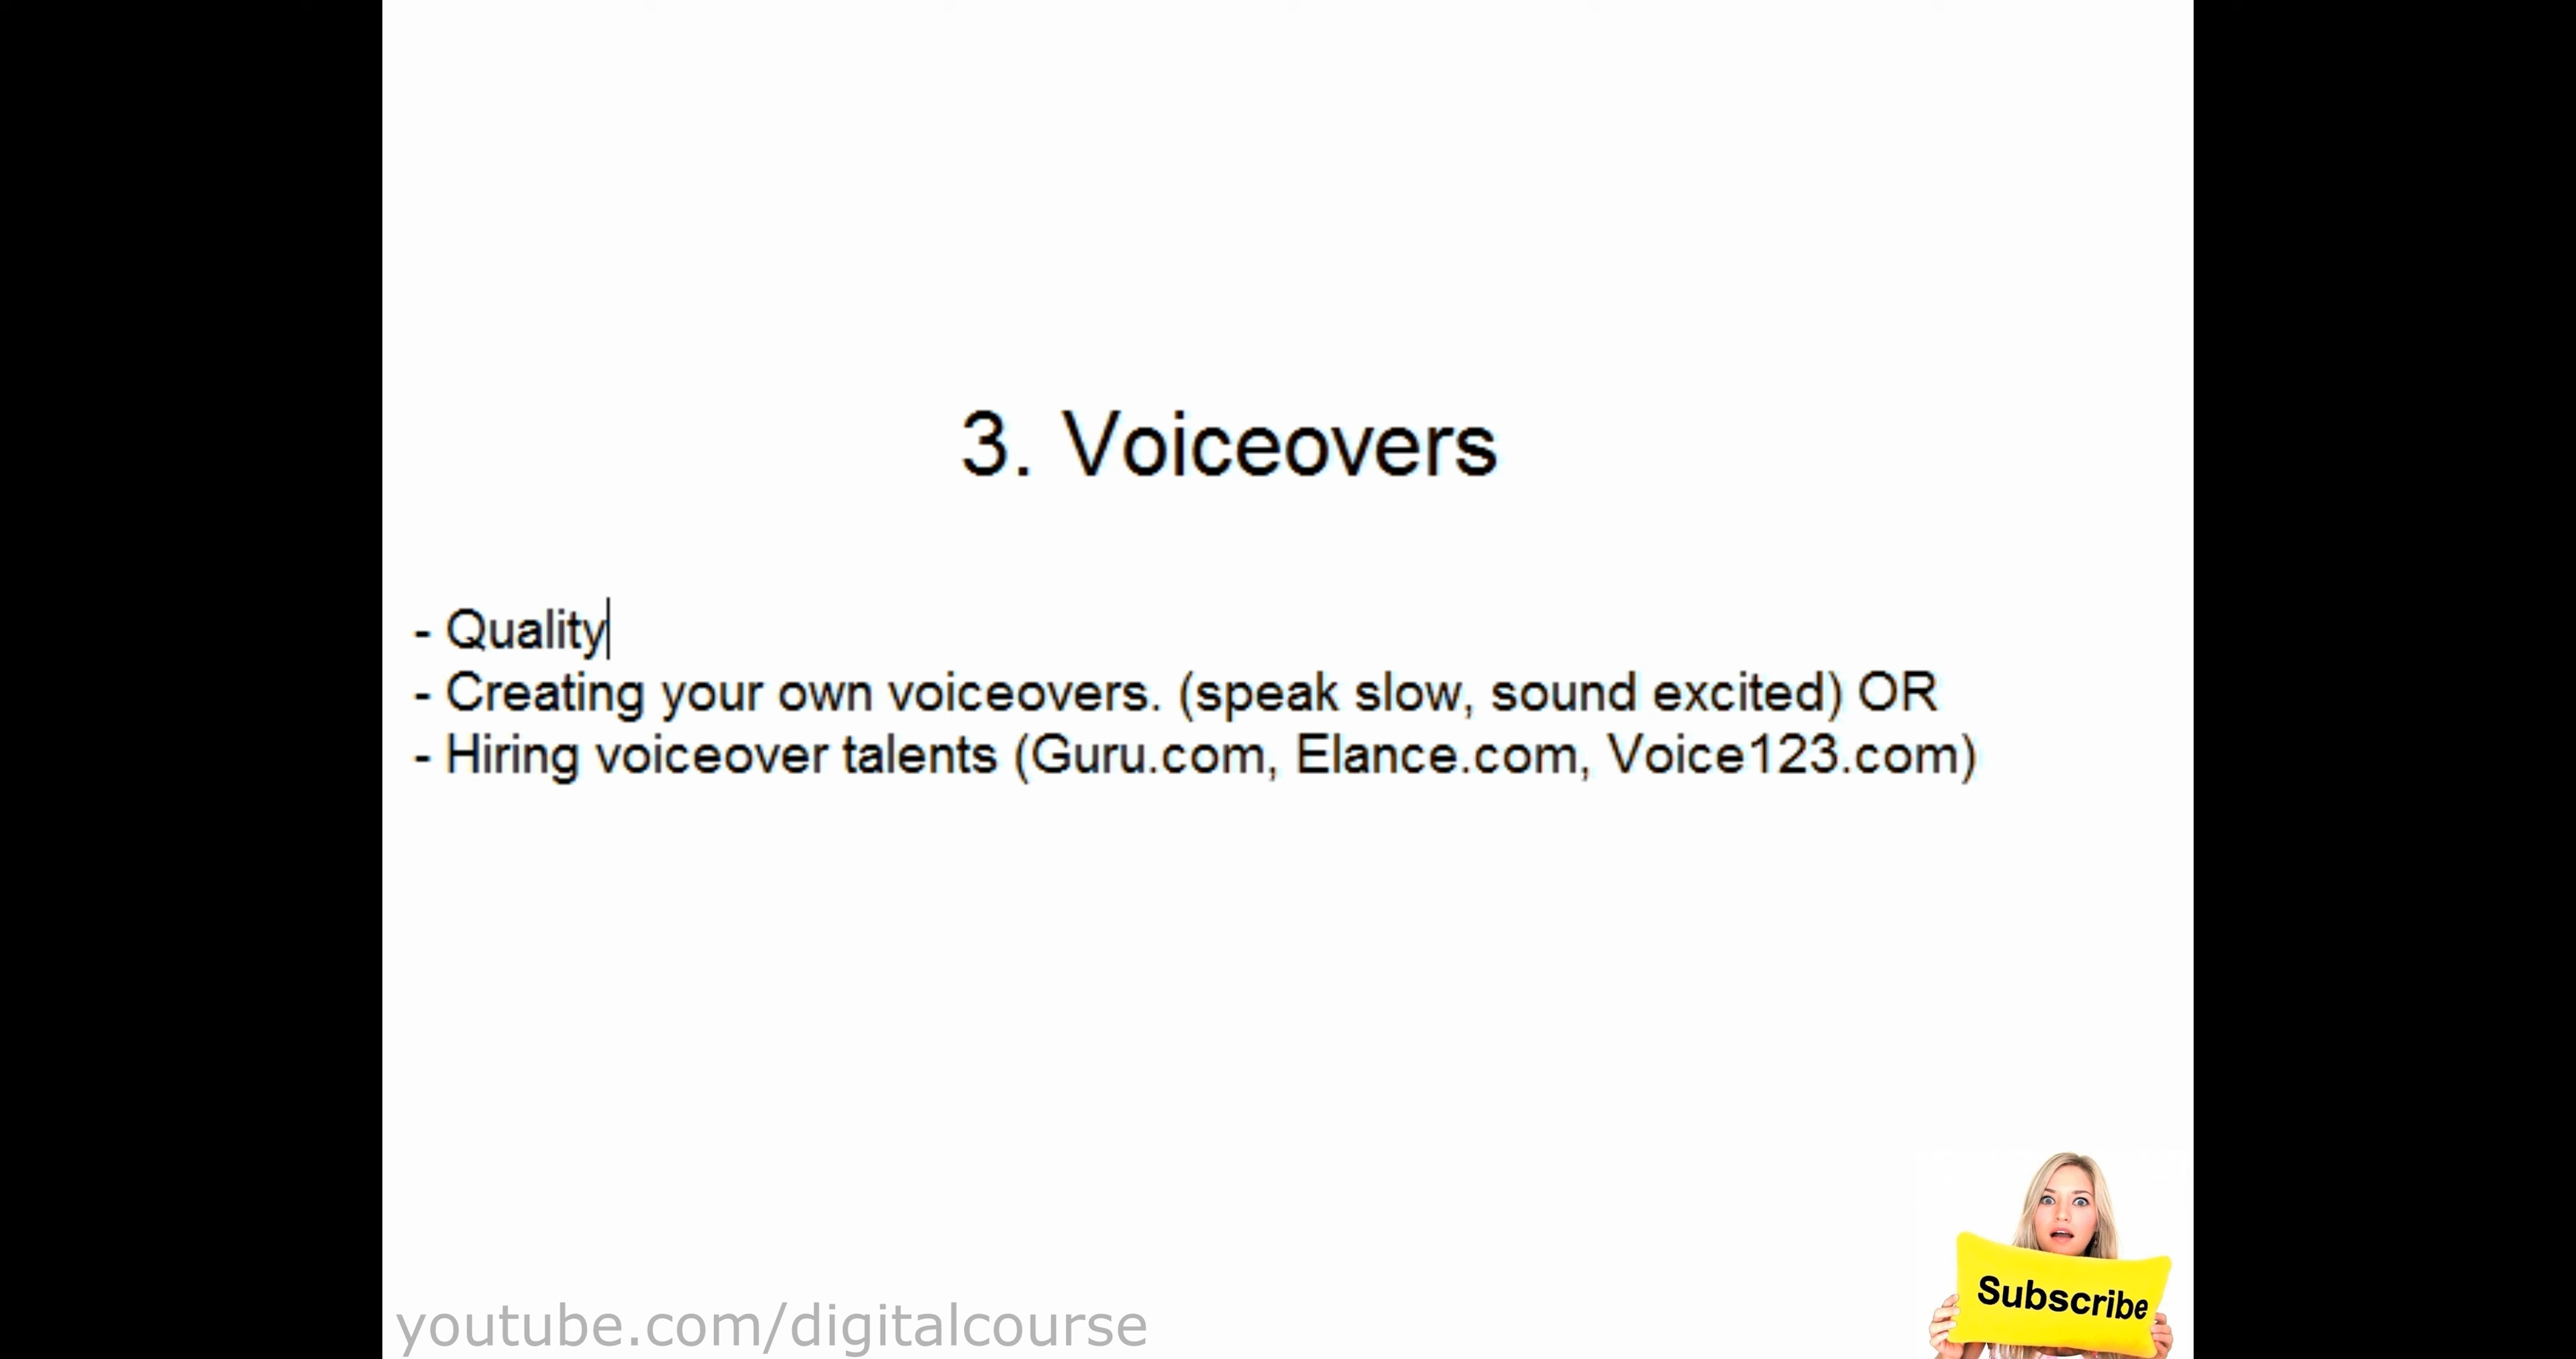 3. Voiceovers
- Quality
- Creating your own voiceovers. (speak slow, sound excited) OR
- Hiring voiceover talents (Guru.com, Elance.com, Voice123.com)
Subscribe
youtube.com/digitalcourse